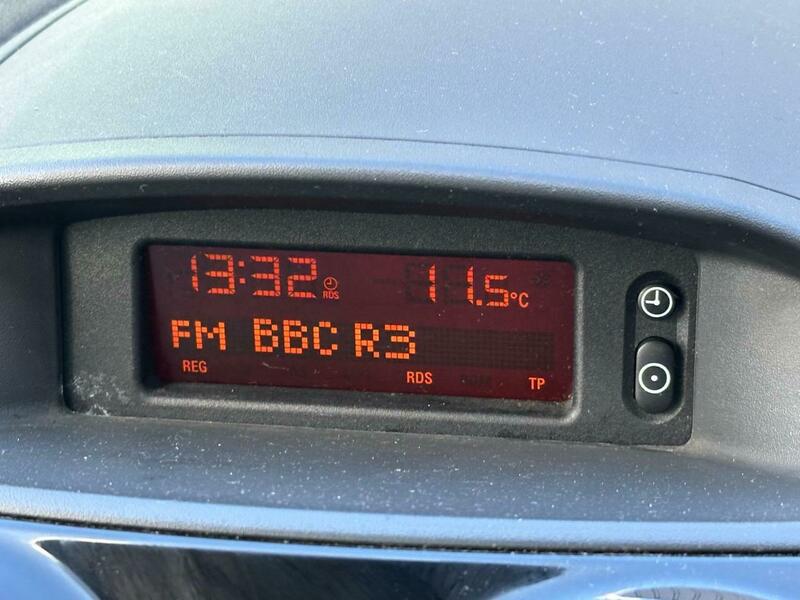 13:32 RDS 11.5°C
FM BBC R3
REG RDS TP